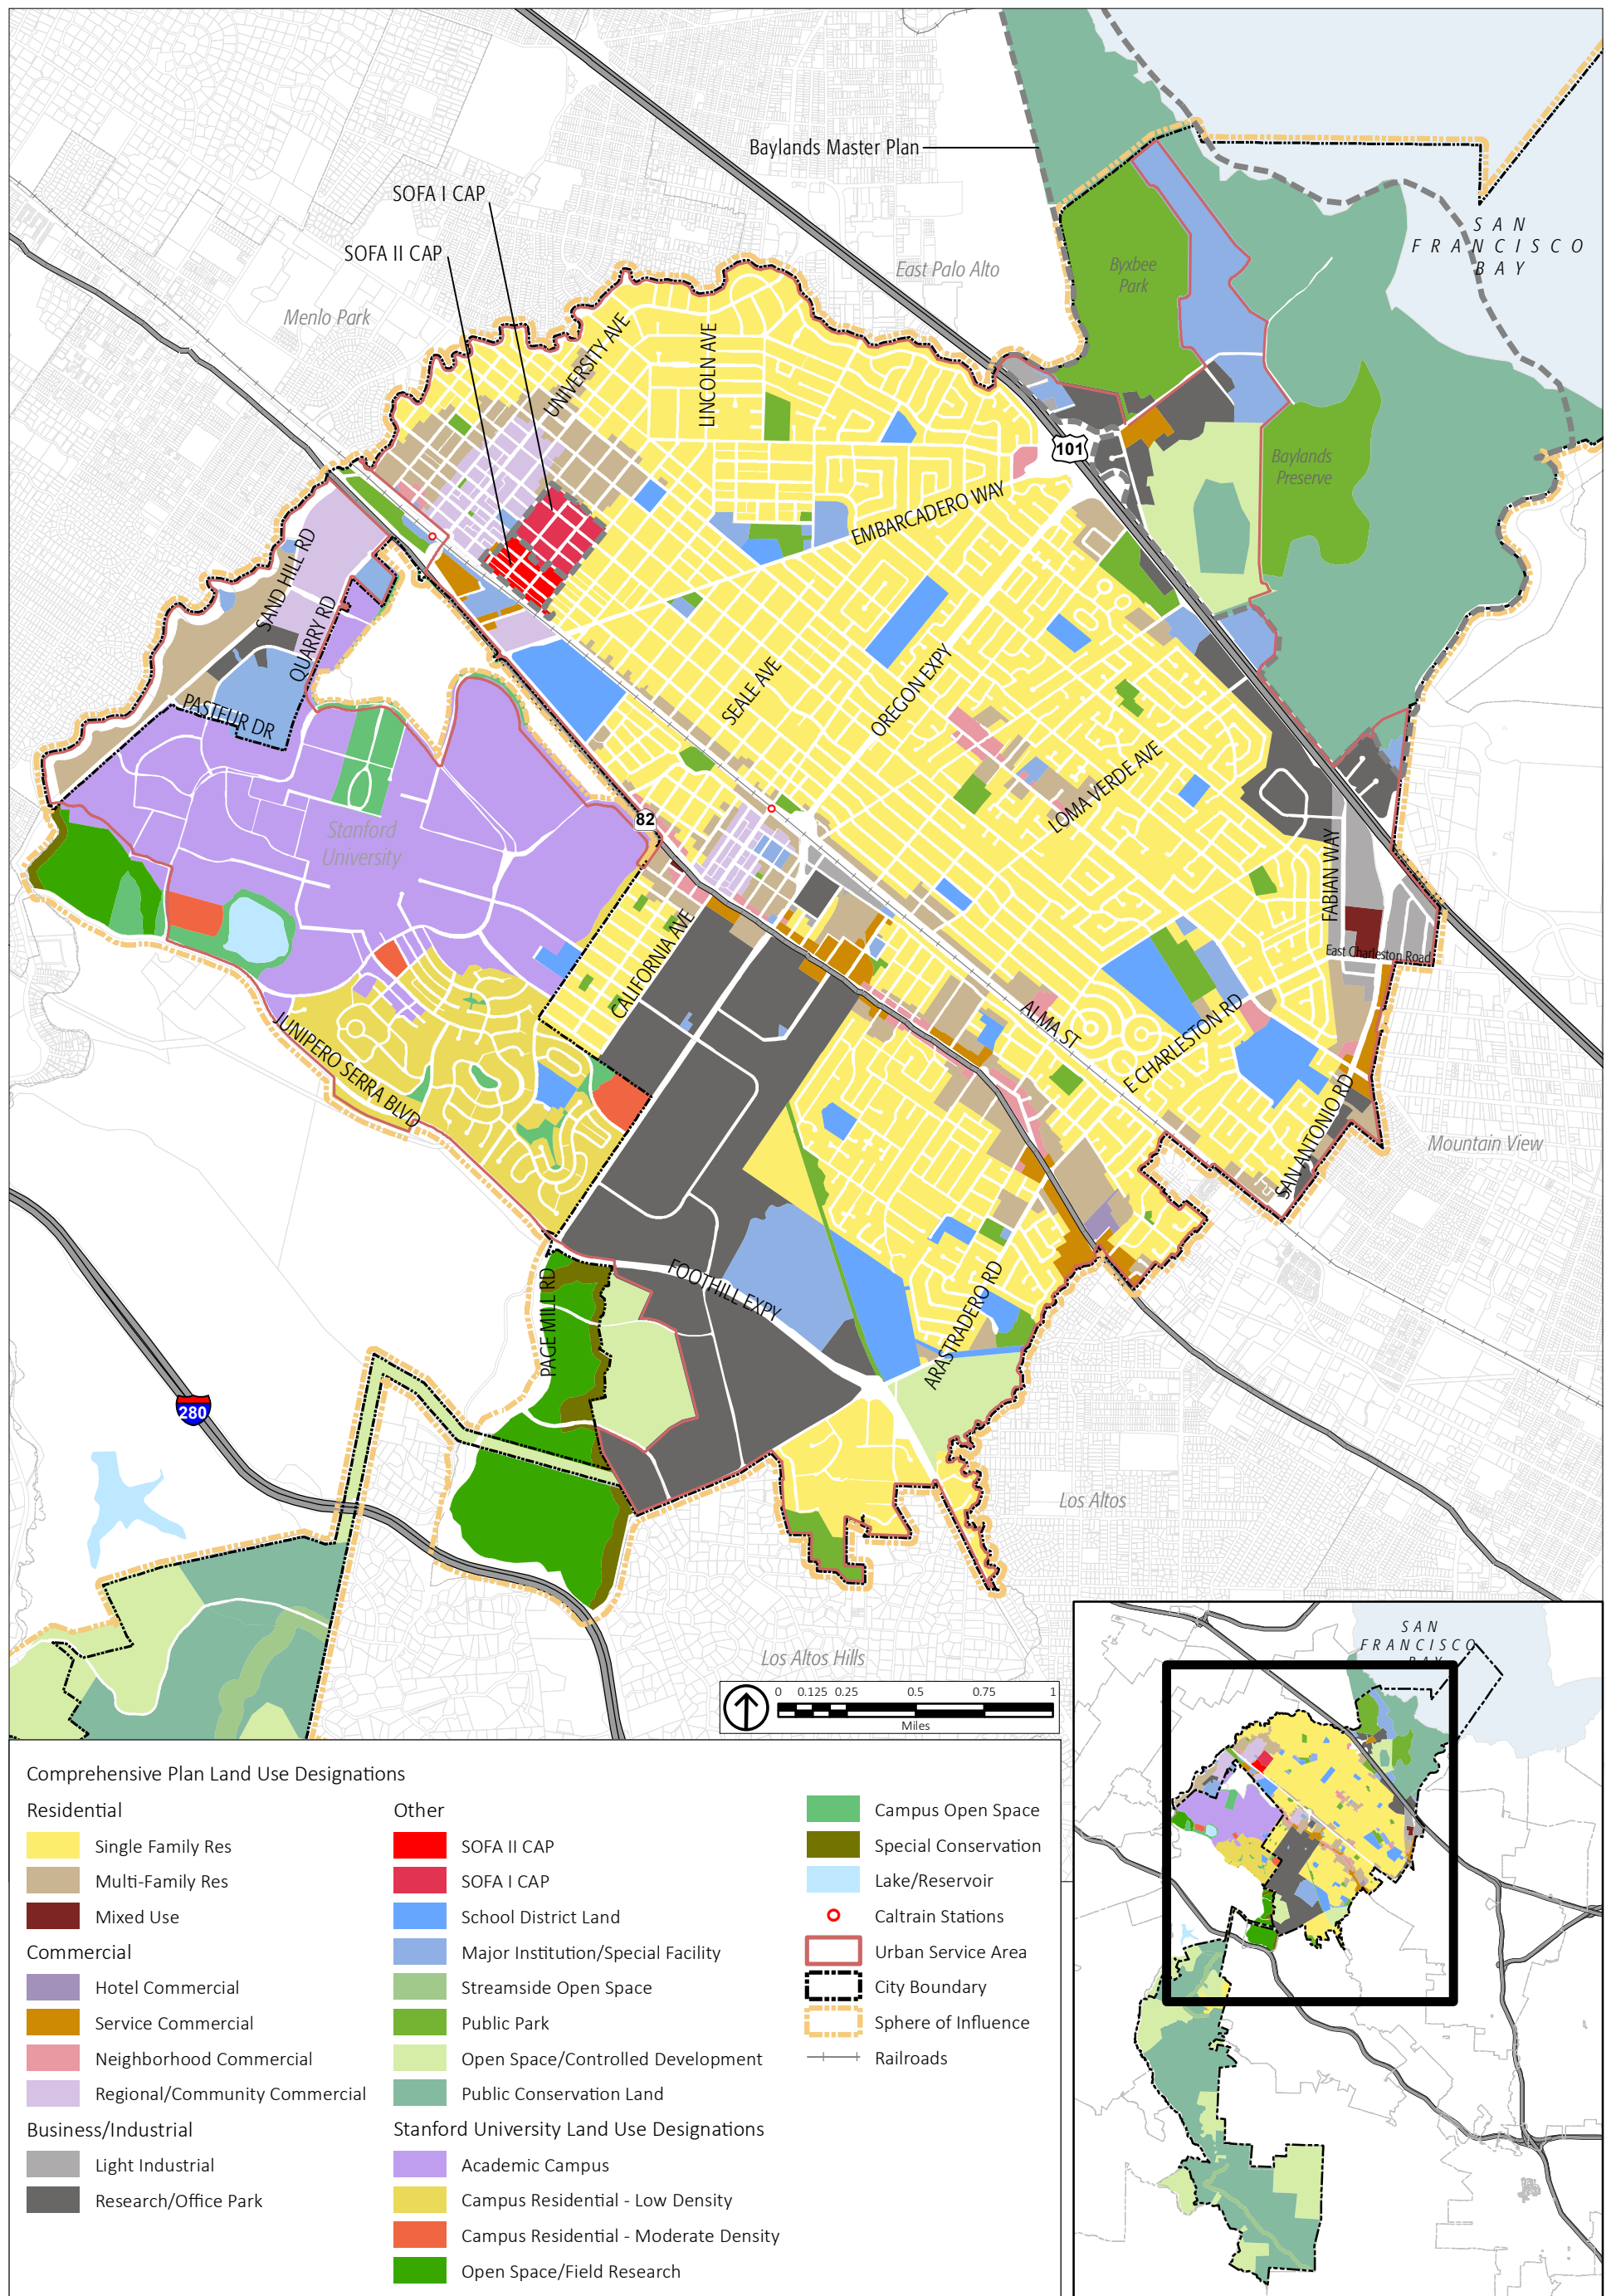 Baylands Master Plan
SOFA I CAP
SOFA II CAP
SAN
FRANCISCO
BAY
East Palo Alto
Byxbee
Park
Menlo Park
UNIVERSITY AVE
LINCOLN AVE
101
Baylands
Preserve
EMBARCADERO WAY
SAND HILL RD
QUARRY RD
PASTEUR DR
SEALE AVE
OREGON EXPY
LOMA VERDE AVE
Stanford
University
82
FABIAN WAY
East Charleston Road
CALIFORNIA AVE
ALMA ST
E CHARLESTON RD
JUNIPERO SERRA BLVD
SAN ANTONIO RD
Mountain View
FOOTHILL EXPY
PAGE MILL RD
ARASTRADERO RD
280
Los Altos
Los Altos Hills
0 0.125 0.25 0.5 0.75 1
Miles
SAN
FRANCISCO
BAY
Comprehensive Plan Land Use Designations
Residential
Single Family Res
Multi-Family Res
Mixed Use
Commercial
Hotel Commercial
Service Commercial
Neighborhood Commercial
Regional/Community Commercial
Business/Industrial
Light Industrial
Research/Office Park
Other
SOFA II CAP
SOFA I CAP
School District Land
Major Institution/Special Facility
Streamside Open Space
Public Park
Open Space/Controlled Development
Public Conservation Land
Stanford University Land Use Designations
Academic Campus
Campus Residential - Low Density
Campus Residential - Moderate Density
Open Space/Field Research
Campus Open Space
Special Conservation
Lake/Reservoir
Caltrain Stations
Urban Service Area
City Boundary
Sphere of Influence
Railroads